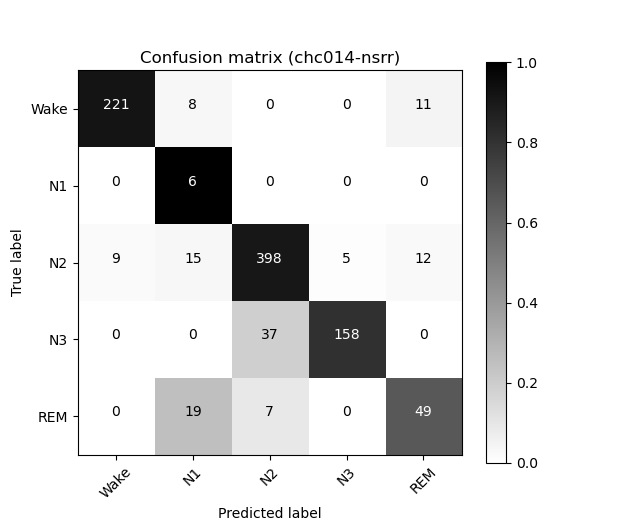 Confusion matrix (chc014-nsrr)
True label
Wake 221 8 0 0 11
N1 0 6 0 0 0
N2 9 15 398 5 12
N3 0 0 37 158 0
REM 0 19 7 0 49
Wake N1 N2 N3 REM
Predicted label
1.0
0.8
0.6
0.4
0.2
0.0